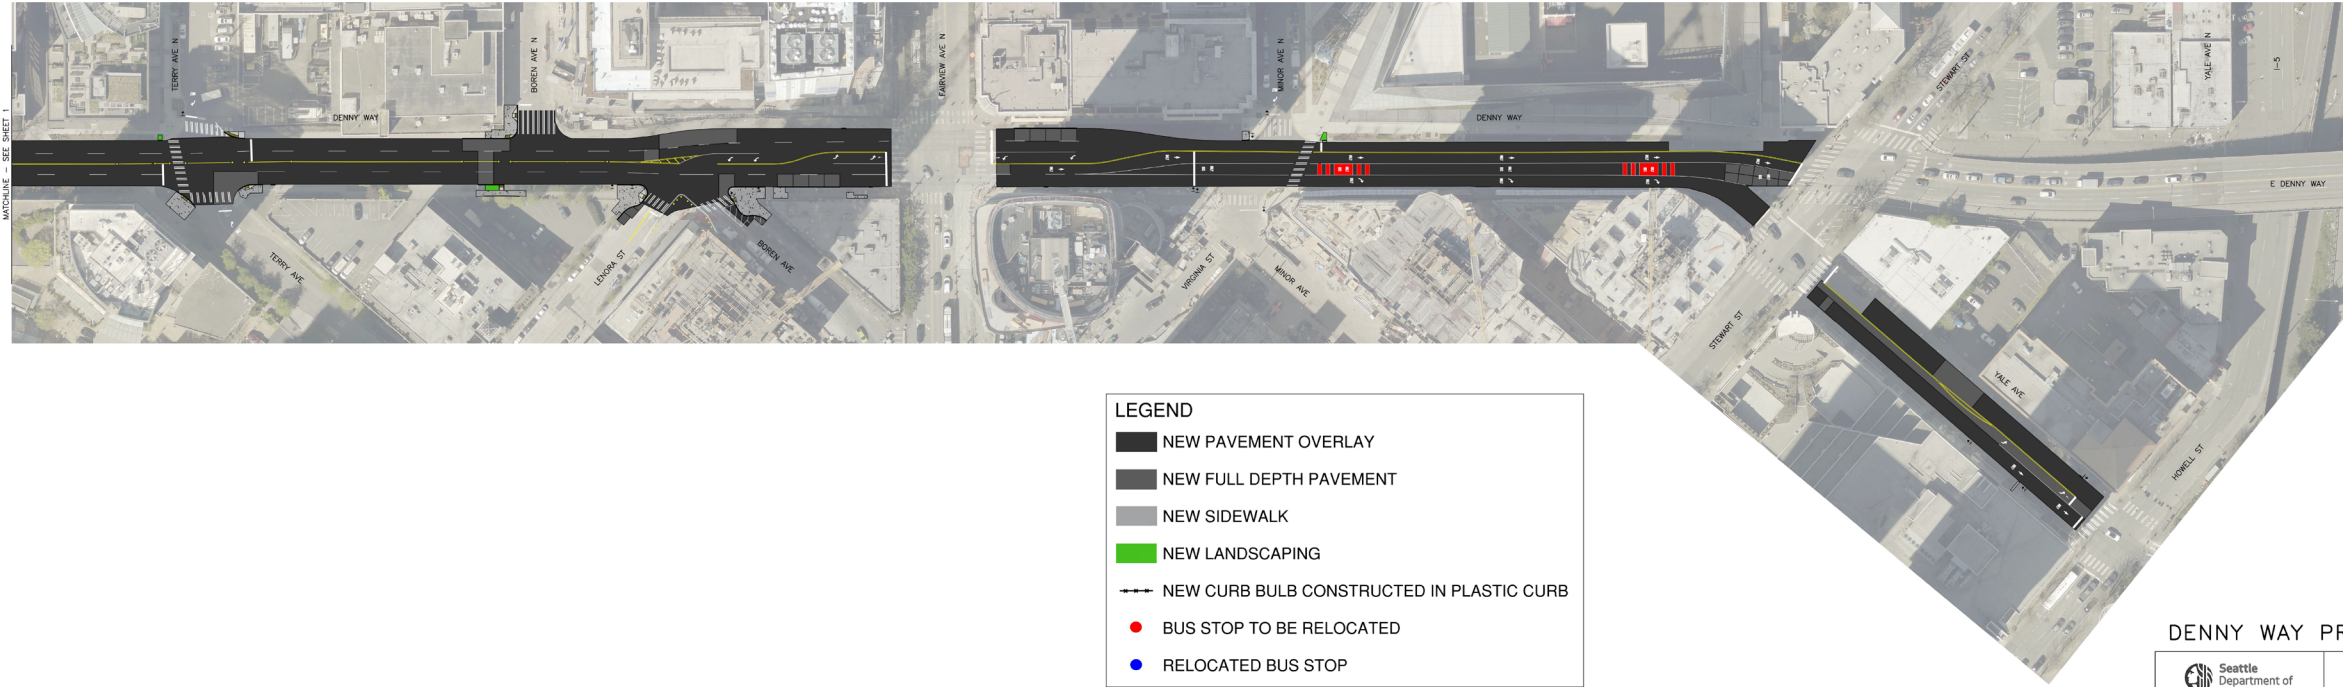 MATCHLINE – SEE SHEET 1
TERRY AVE N
DENNY WAY
BOREN AVE N
FAIRVIEW AVE N
MINOR AVE N
DENNY WAY
STEWART ST
YALE AVE N
I-5
E DENNY WAY
TERRY AVE
LENORA ST
BOREN AVE
VIRGINIA ST
MINOR AVE
STEWART ST
YALE AVE
HOWELL ST
LEGEND
NEW PAVEMENT OVERLAY
NEW FULL DEPTH PAVEMENT
NEW SIDEWALK
NEW LANDSCAPING
NEW CURB BULB CONSTRUCTED IN PLASTIC CURB
BUS STOP TO BE RELOCATED
RELOCATED BUS STOP
DENNY WAY PR
Seattle
Department of